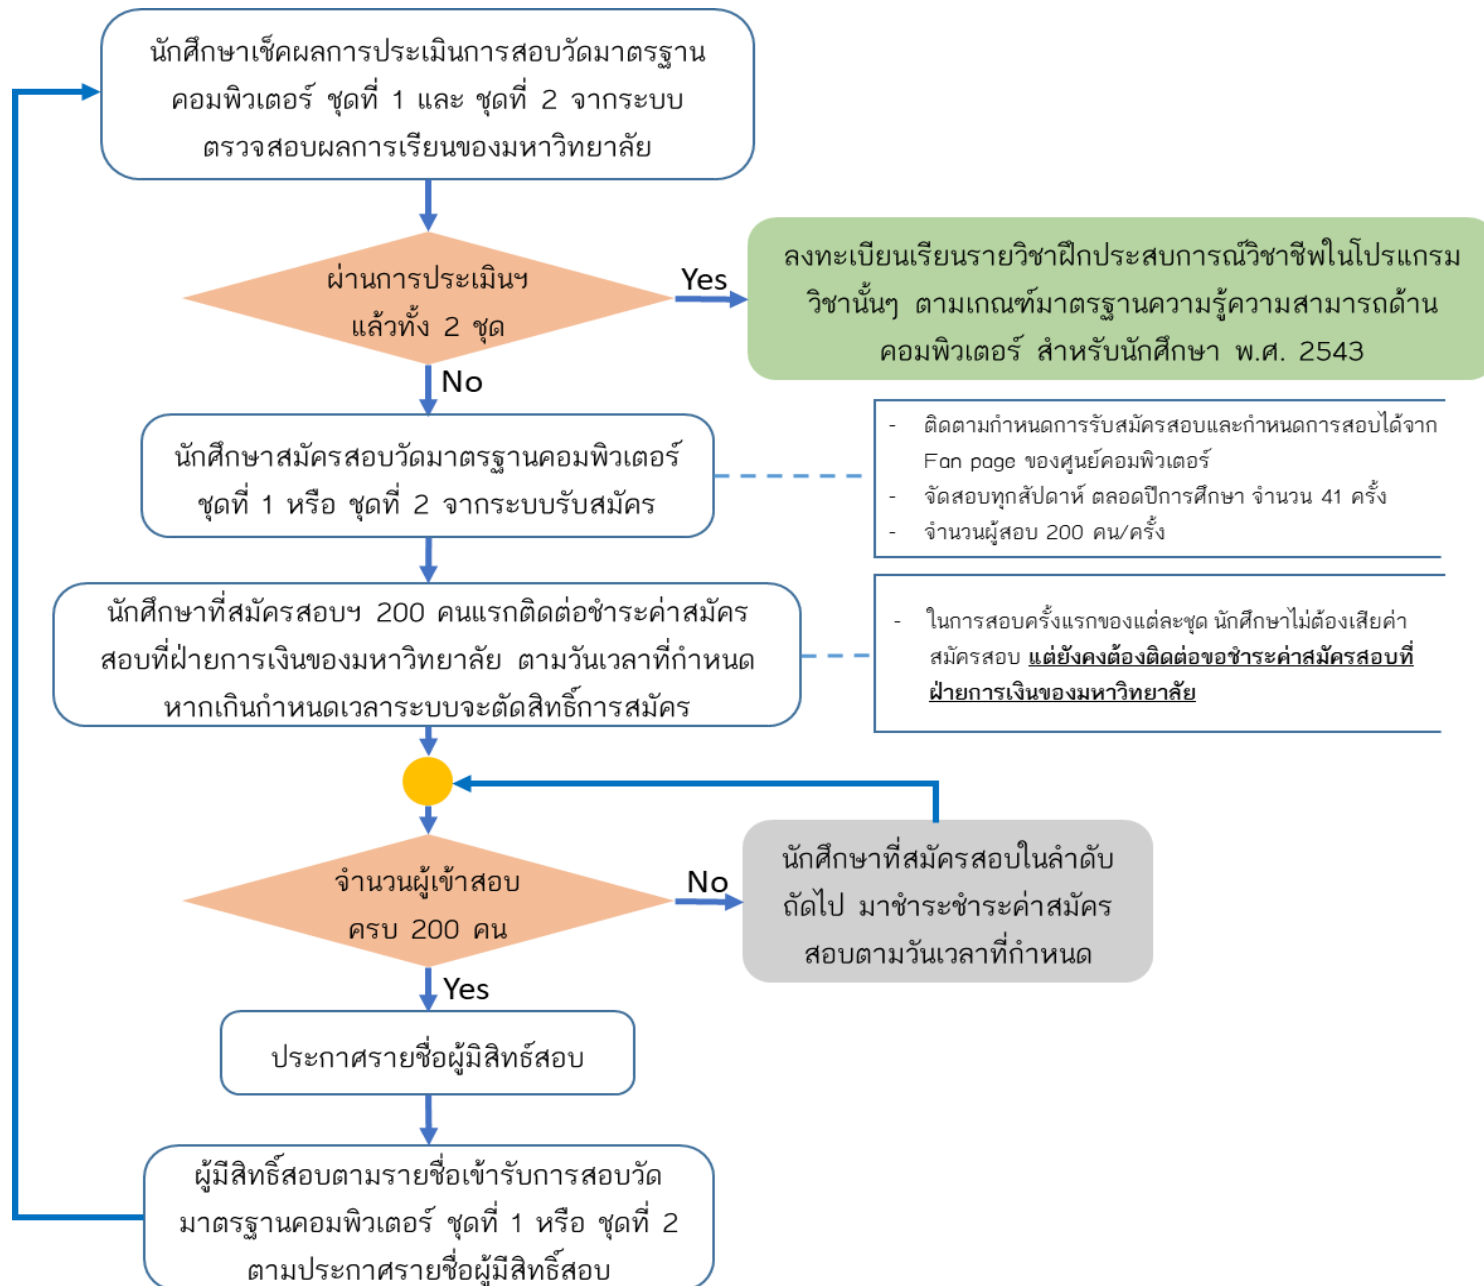 นักศึกษาเช็คผลการประเมินการสอบวัดมาตรฐาน
คอมพิวเตอร์ ชุดที่ 1 และ ชุดที่ 2 จากระบบ
ตรวจสอบผลการเรียนของมหาวิทยาลัย
ผ่านการประเมินฯ
แล้วทั้ง 2 ชุด
Yes
ลงทะเบียนเรียนรายวิชาฝึกประสบการณ์วิชาชีพในโปรแกรม
วิชานั้นๆ ตามเกณฑ์มาตรฐานความรู้ความสามารถด้าน
คอมพิวเตอร์ สำหรับนักศึกษา พ.ศ. 2543
No
นักศึกษาสมัครสอบวัดมาตรฐานคอมพิวเตอร์
ชุดที่ 1 หรือ ชุดที่ 2 จากระบบรับสมัคร
- ติดตามกำหนดการรับสมัครสอบและกำหนดการสอบได้จาก
Fan page ของศูนย์คอมพิวเตอร์
- จัดสอบทุกสัปดาห์ ตลอดปีการศึกษา จำนวน 41 ครั้ง
- จำนวนผู้สอบ 200 คน/ครั้ง
นักศึกษาที่สมัครสอบฯ 200 คนแรกติดต่อชำระค่าสมัคร
สอบที่ฝ่ายการเงินของมหาวิทยาลัย ตามวันเวลาที่กำหนด
หากเกินกำหนดเวลาระบบจะตัดสิทธิ์การสมัคร
- ในการสอบครั้งแรกของแต่ละชุด นักศึกษาไม่ต้องเสียค่า
สมัครสอบ แต่ยังคงต้องติดต่อขอชำระค่าสมัครสอบที่
ฝ่ายการเงินของมหาวิทยาลัย
จำนวนผู้เข้าสอบ
ครบ 200 คน
No
นักศึกษาที่สมัครสอบในลำดับ
ถัดไป มาชำระชำระค่าสมัคร
สอบตามวันเวลาที่กำหนด
Yes
ประกาศรายชื่อผู้มิสิทธ์สอบ
ผู้มีสิทธิ์สอบตามรายชื่อเข้ารับการสอบวัด
มาตรฐานคอมพิวเตอร์ ชุดที่ 1 หรือ ชุดที่ 2
ตามประกาศรายชื่อผู้มีสิทธิ์สอบ